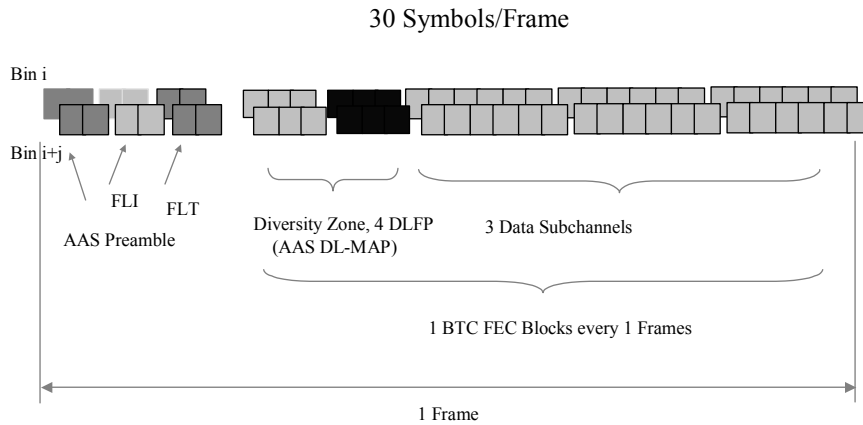 30 Symbols/Frame
Bin i
Bin i+j
FLI
FLT
AAS Preamble
Diversity Zone, 4 DLFP
(AAS DL-MAP)
3 Data Subchannels
1 BTC FEC Blocks every 1 Frames
1 Frame